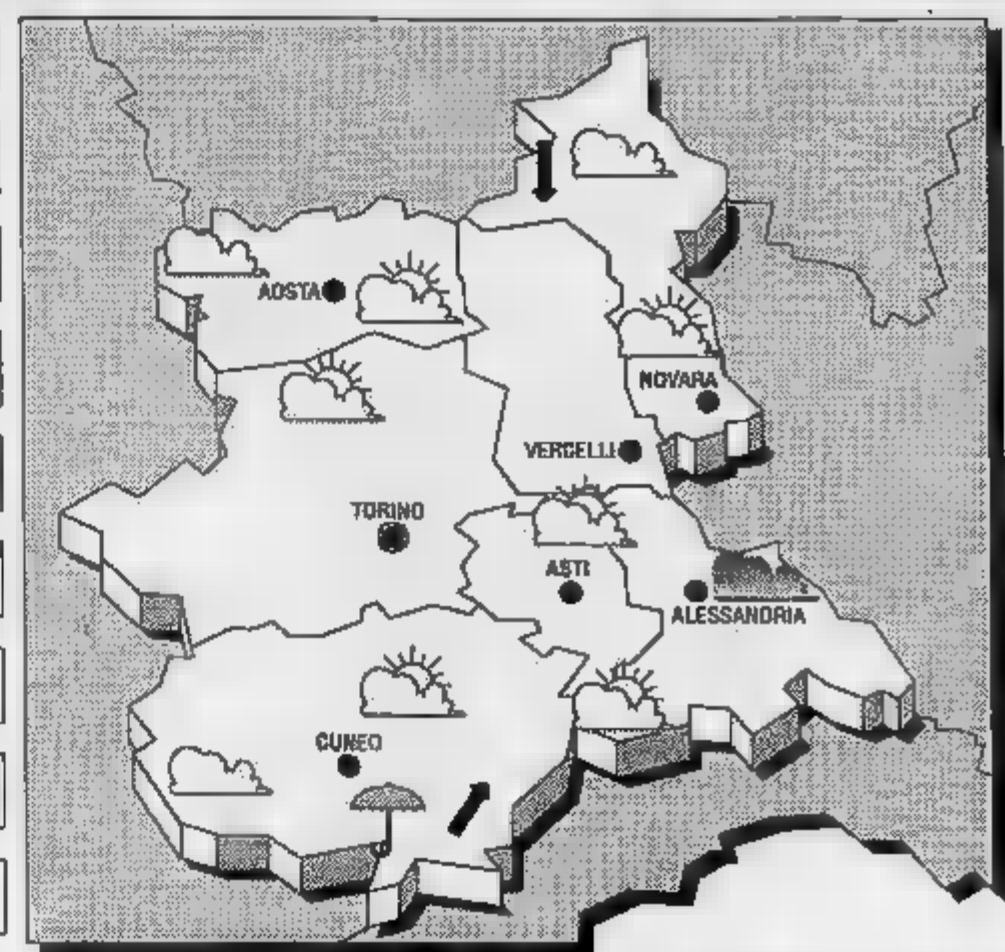 AOSTA
NOVARA
VERCELLI
TORINO
ASTI
ALESSANDRIA
CUNEO